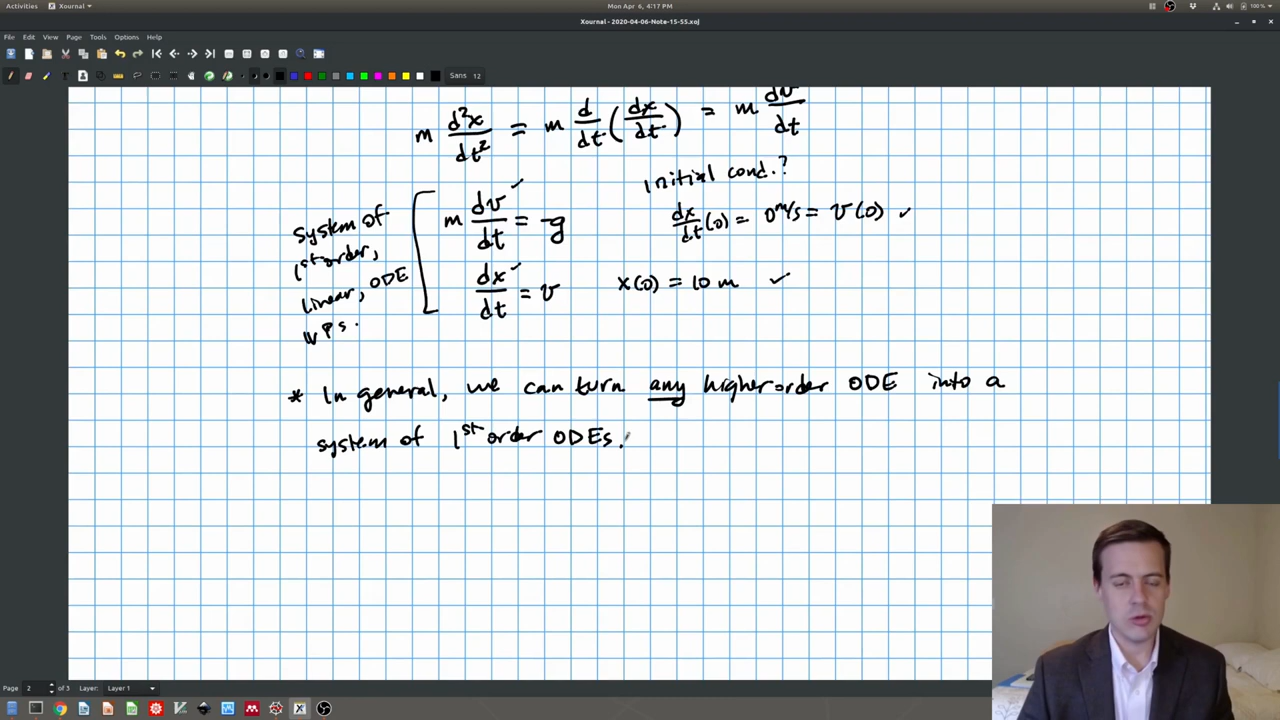 Activities Xournal Mon Apr 6, 4:17 PM 100%
Xournal - 2020-04-06-Note-15-55.xoj
File Edit View Page Tools Options Help
Sans 12
m d²x/dt² = m d/dt (dx/dt) = m dv/dt
Initial cond.?
system of 1st order, linear, ODE
m dv/dt = -g
dx/dt (0) = 0 m/s = v(0) ✓
dx/dt = v
x(0) = 10 m ✓
* In general, we can turn any higher order ODE into a
system of 1st order ODEs.
Page 2 of 3 Layer: Layer 1